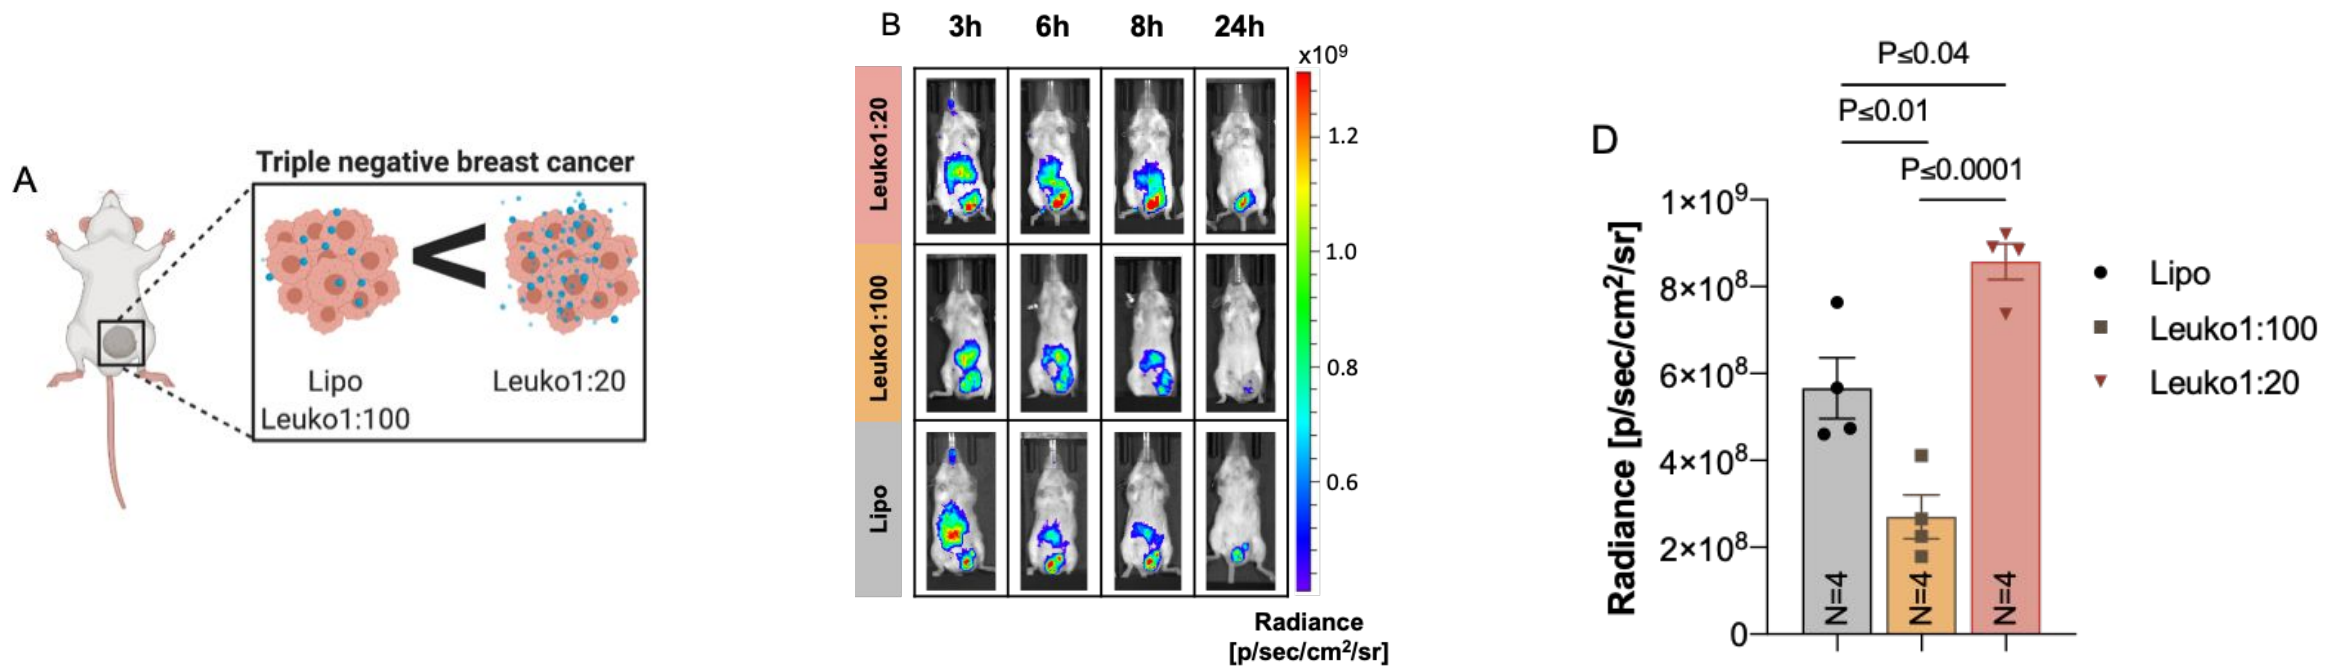 A
Triple negative breast cancer
<
Lipo
Leuko1:100
Leuko1:20
B
3h
6h
8h
24h
x10⁹
Leuko1:20
Leuko1:100
Lipo
1.2
1.0
0.8
0.6
Radiance
[p/sec/cm²/sr]
D
P≤0.04
P≤0.01
P≤0.0001
Radiance [p/sec/cm²/sr]
1×10⁹
8×10⁸
6×10⁸
4×10⁸
2×10⁸
0
N=4
N=4
N=4
Lipo
Leuko1:100
Leuko1:20